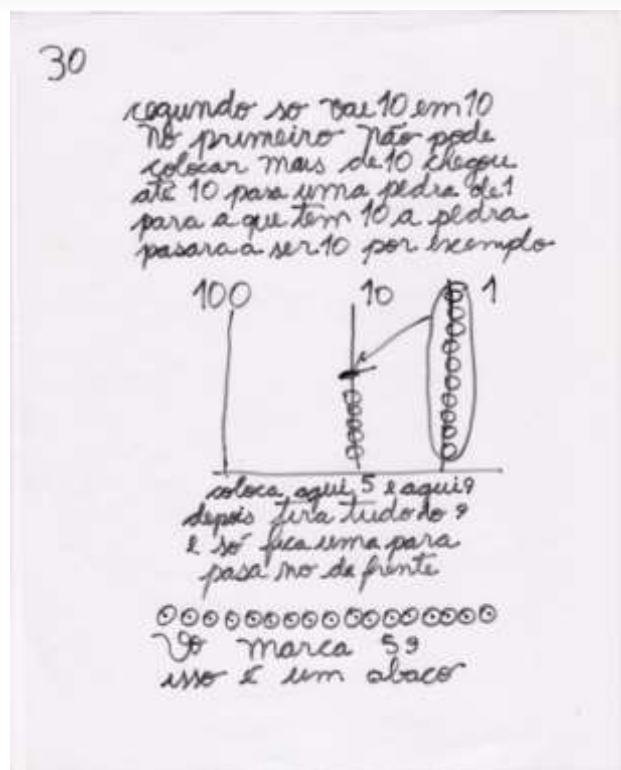 30
segundo so vae 10 em 10
no primeiro não pode
colocar mais de 10 chegou
até 10 pasa uma pedra de 1
para a que tem 10 a pedra
pasara a ser 10 por exemplo
100 10 1
coloca aqui 5 e aqui 9
depois tira tudo do 9
e só fica uma para
pasa no da frente
marca 59
isso é um abaco